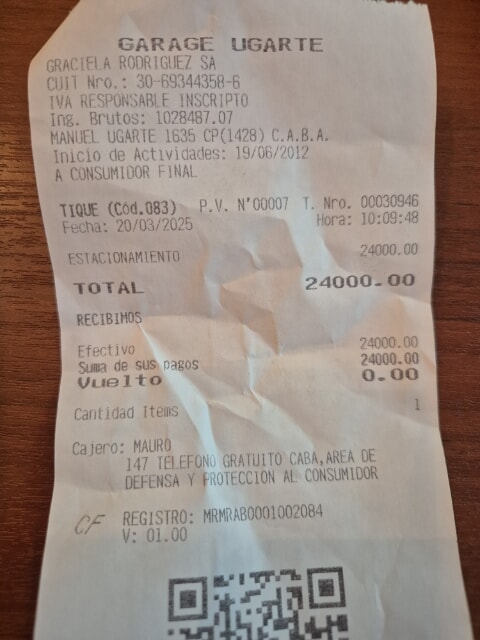 GARAGE UGARTE
GRACIELA RODRIGUEZ SA
CUIT Nro.: 30-69344358-6
IVA RESPONSABLE INSCRIPTO
Ing. Brutos: 1028487.07
MANUEL UGARTE 1635 CP(1428) C.A.B.A.
Inicio de Actividades: 19/06/2012
A CONSUMIDOR FINAL
TIQUE (Cód.083) P.V. N°00007 T. Nro. 00030946
Fecha: 20/03/2025 Hora: 10:09:48
ESTACIONAMIENTO 24000.00
TOTAL 24000.00
RECIBIMOS
Efectivo 24000.00
Suma de sus pagos 24000.00
Vuelto 0.00
Cantidad Items 1
Cajero: MAURO
147 TELEFONO GRATUITO CABA,AREA DE
DEFENSA Y PROTECCION AL CONSUMIDOR
CF REGISTRO: MRMRAB0001002084
V: 01.00